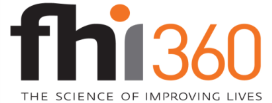 fhi360
THE SCIENCE OF IMPROVING LIVES